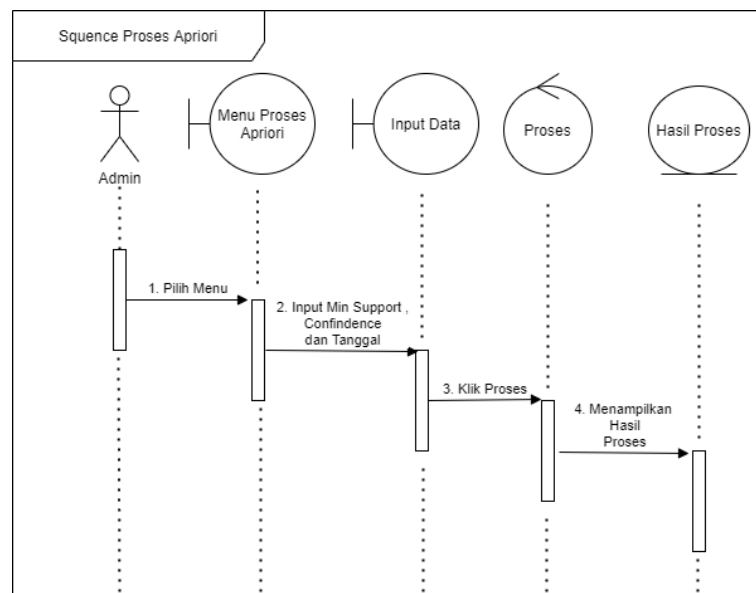 Squence Proses Apriori
Menu Proses
Apriori
Input Data
Proses
Hasil Proses
Admin
1. Pilih Menu
2. Input Min Support ,
Confindence
dan Tanggal
3. Klik Proses
4. Menampilkan
Hasil
Proses